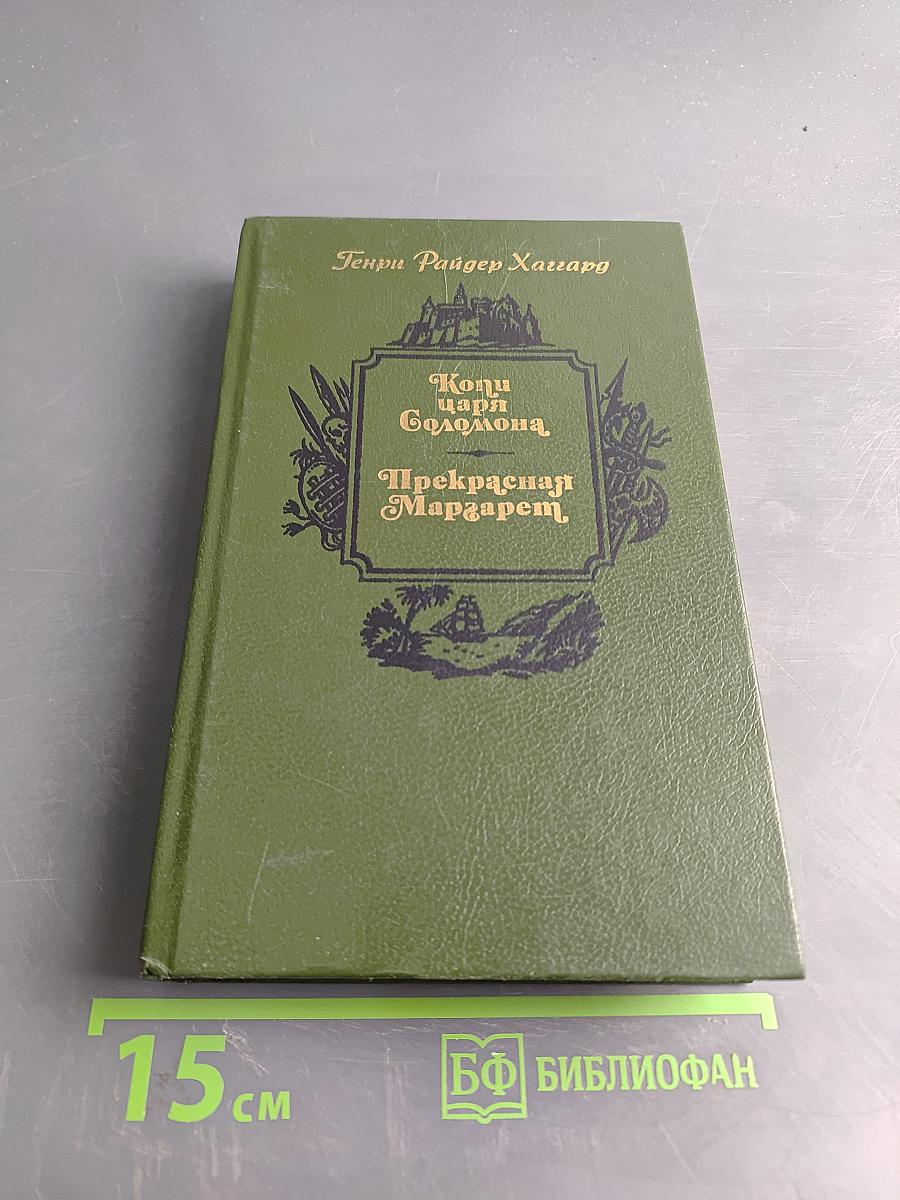 Генри Райдер Хаггард
Копи
царя
Соломона
Прекрасная
Маргарет
15 см
БФ БИБЛИОФАН